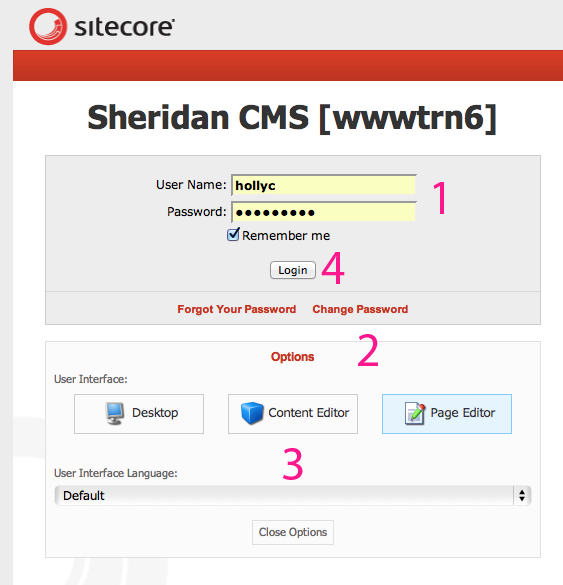 sitecore
Sheridan CMS [wwwtrn6]
User Name: hollyc 1
Password: ●●●●●●●●●
Remember me
Login 4
Forgot Your Password Change Password
Options 2
User Interface:
Desktop Content Editor Page Editor
3
User Interface Language:
Default
Close Options